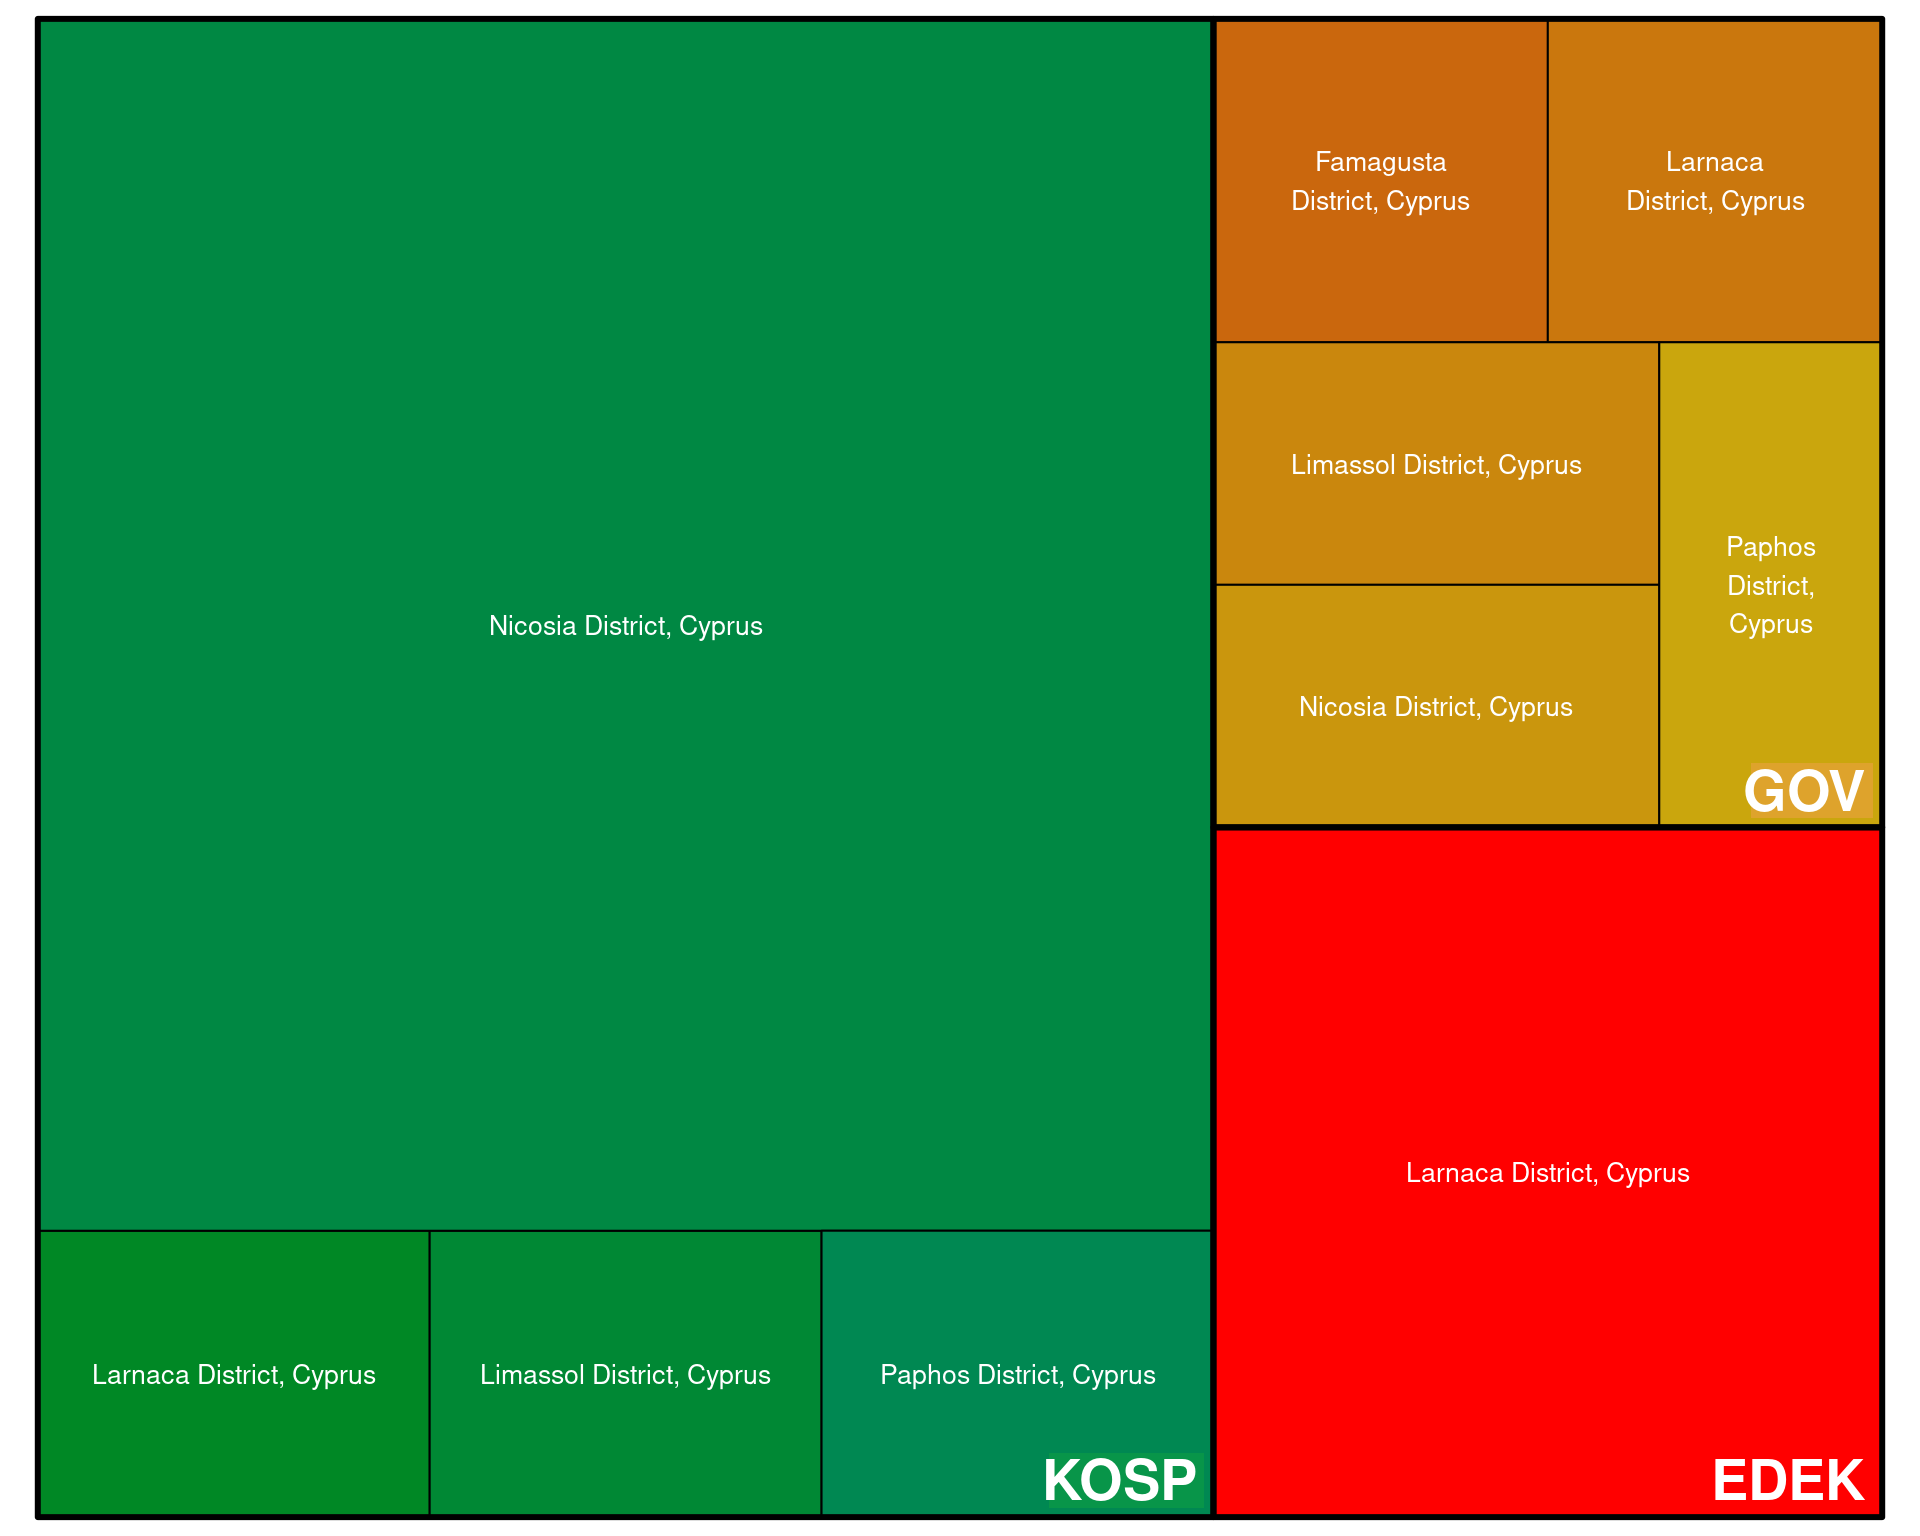 Nicosia District, Cyprus
Larnaca District, Cyprus
Limassol District, Cyprus
Paphos District, Cyprus
KOSP
Famagusta
District, Cyprus
Larnaca
District, Cyprus
Limassol District, Cyprus
Nicosia District, Cyprus
Paphos
District,
Cyprus
GOV
Larnaca District, Cyprus
EDEK